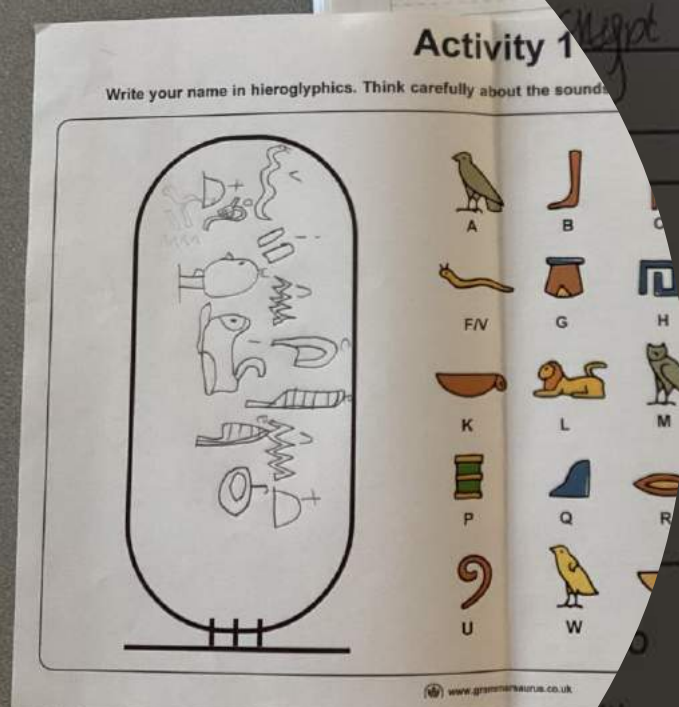 Activity 1
Write your name in hieroglyphics. Think carefully about the sounds
A B
F/V G H
K L M
P Q R
U W
www.grammarsaurus.co.uk